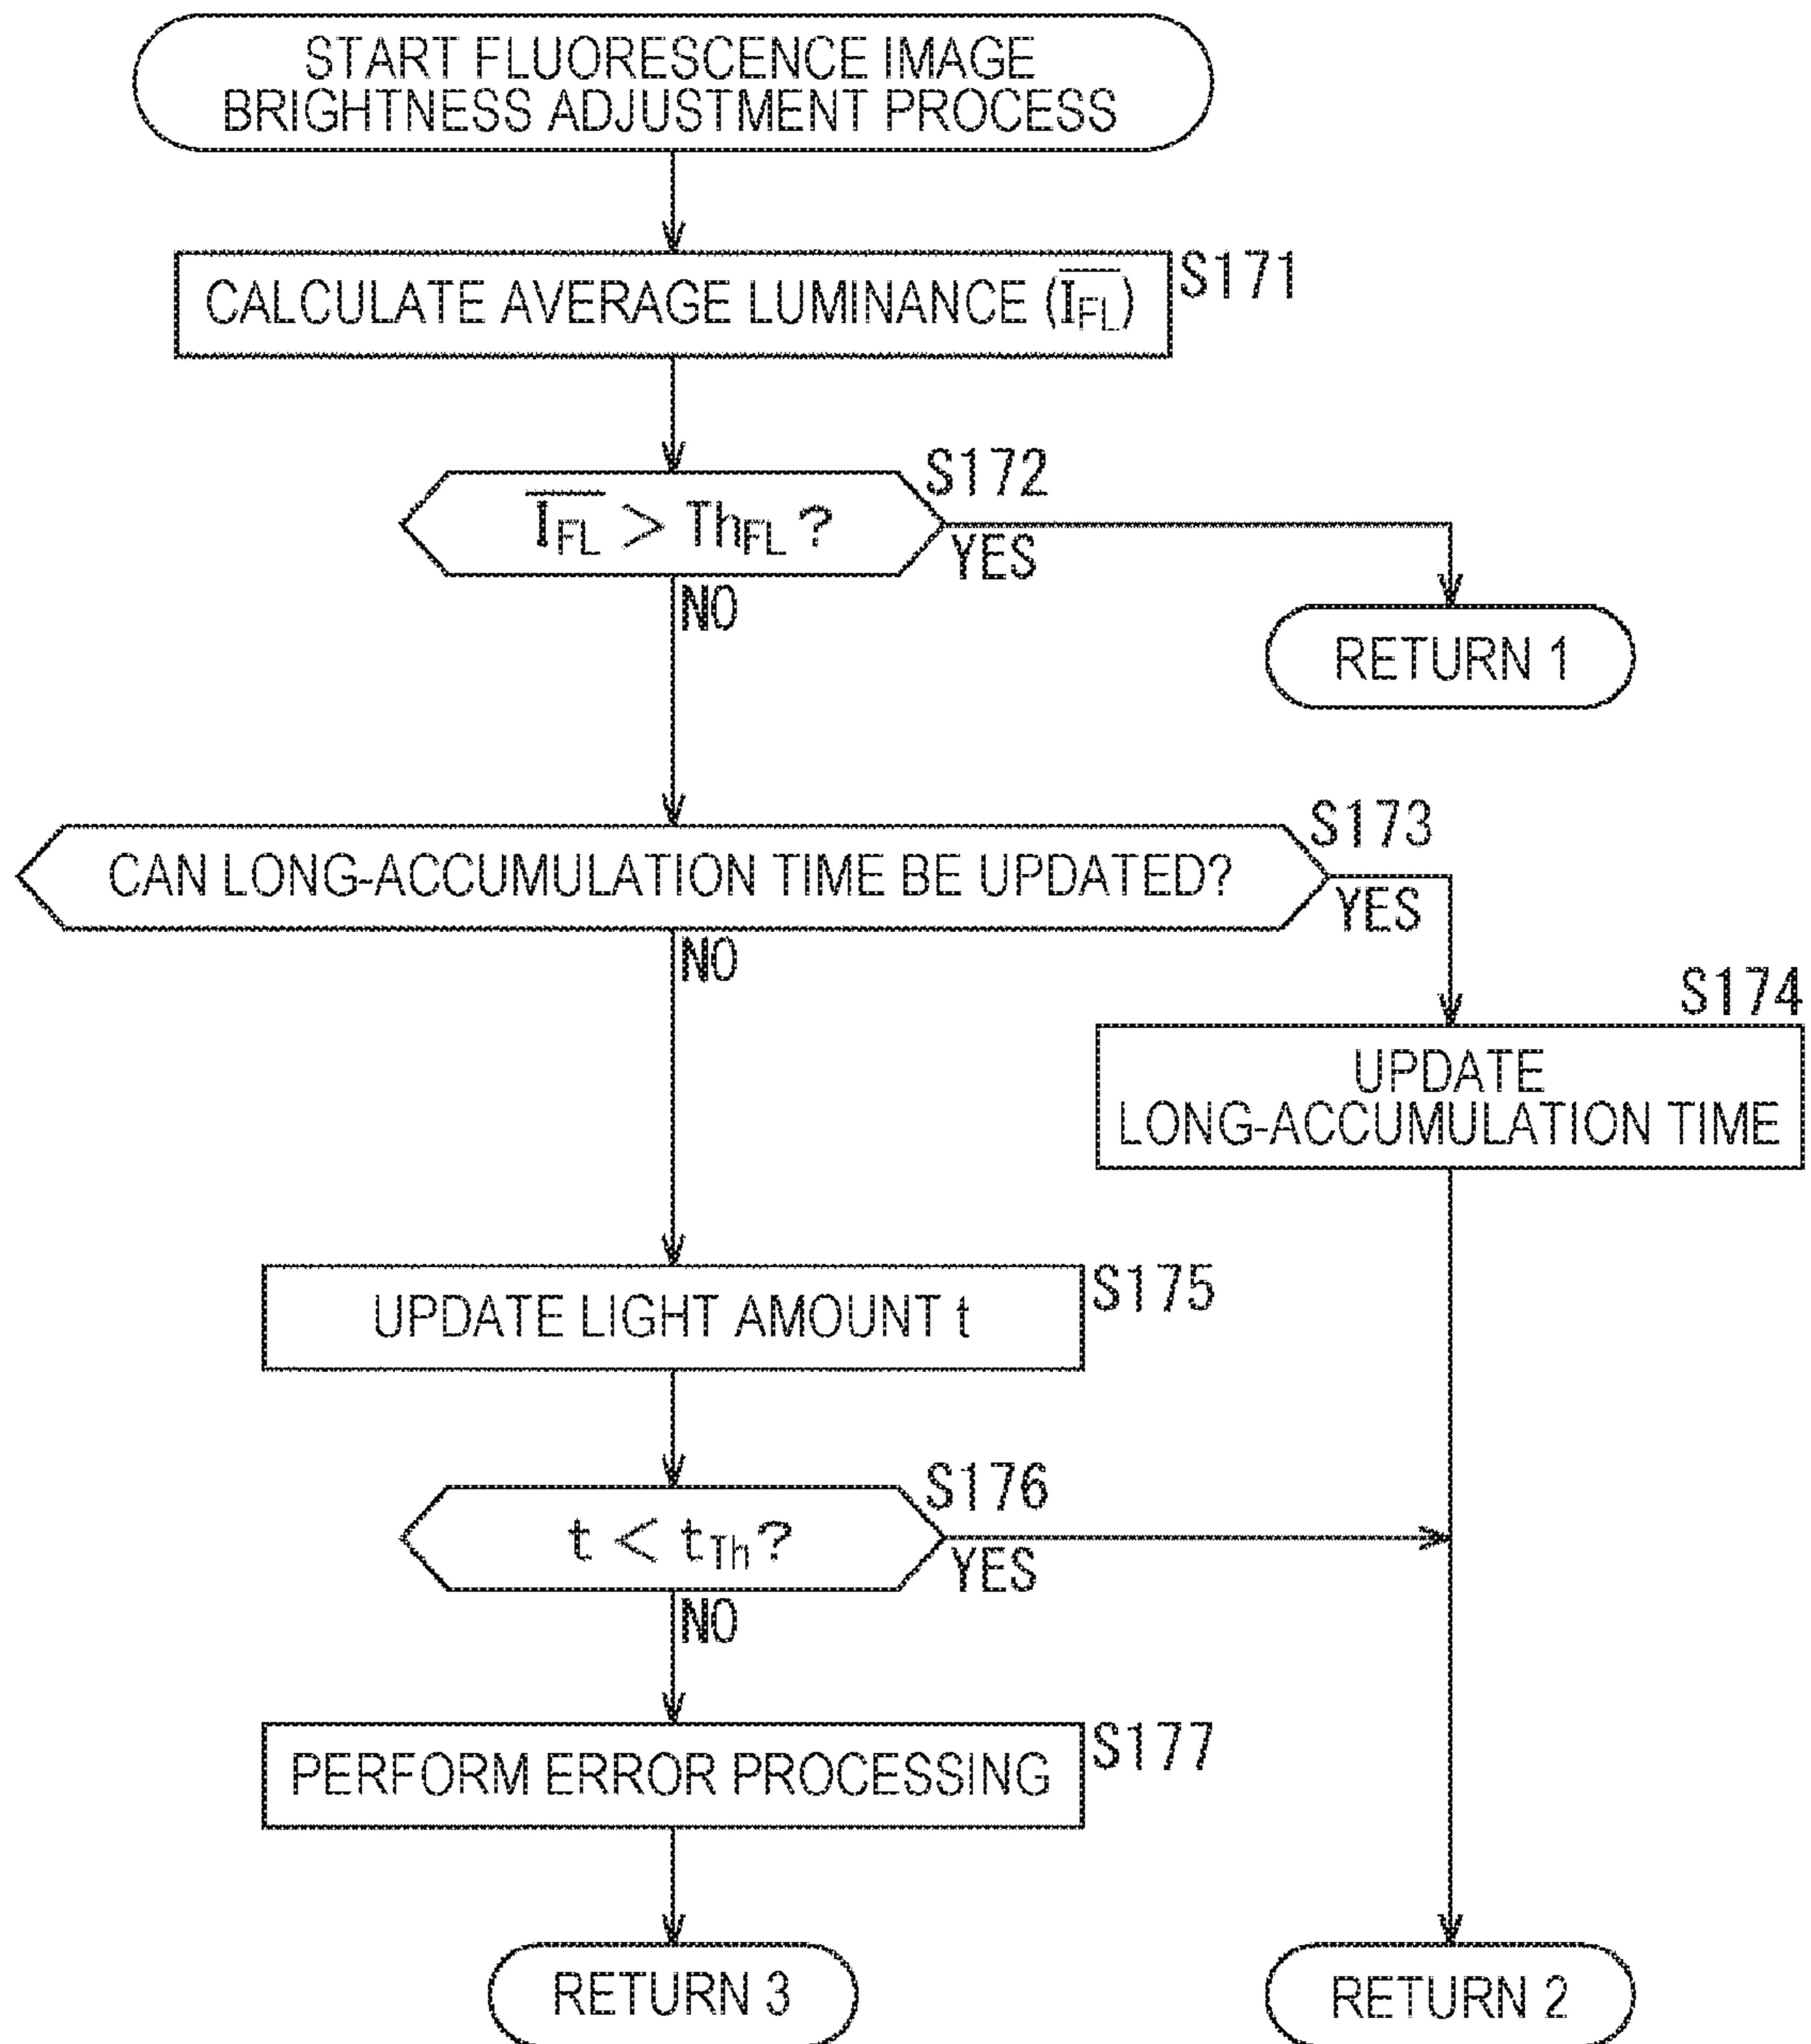 START FLUORESCENCE IMAGE
BRIGHTNESS ADJUSTMENT PROCESS
CALCULATE AVERAGE LUMINANCE (I̅FL)
S171
I̅FL > ThFL ?
S172
YES
NO
RETURN 1
CAN LONG-ACCUMULATION TIME BE UPDATED?
S173
YES
NO
S174
UPDATE
LONG-ACCUMULATION TIME
UPDATE LIGHT AMOUNT t
S175
t < tTh ?
S176
YES
NO
PERFORM ERROR PROCESSING
S177
RETURN 3
RETURN 2